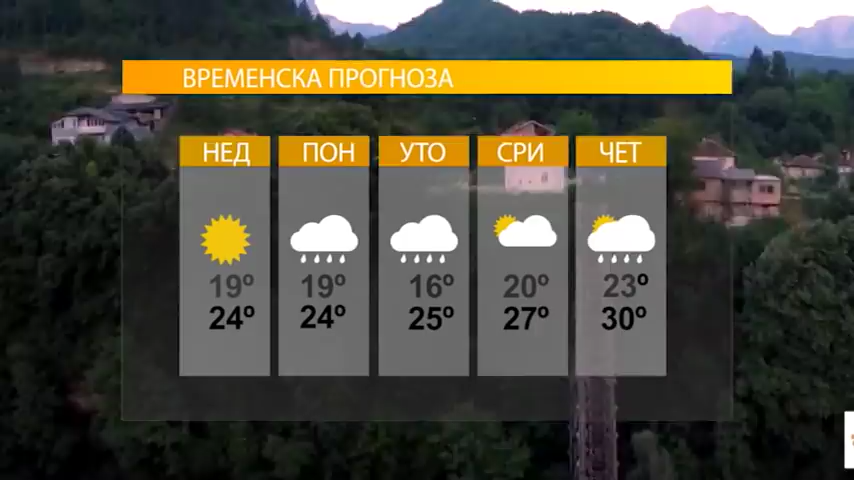 ВРЕМЕНСКА ПРОГНОЗА
НЕД ПОН УТО СРИ ЧЕТ
19º 19º 16º 20º 23º
24º 24º 25º 27º 30º